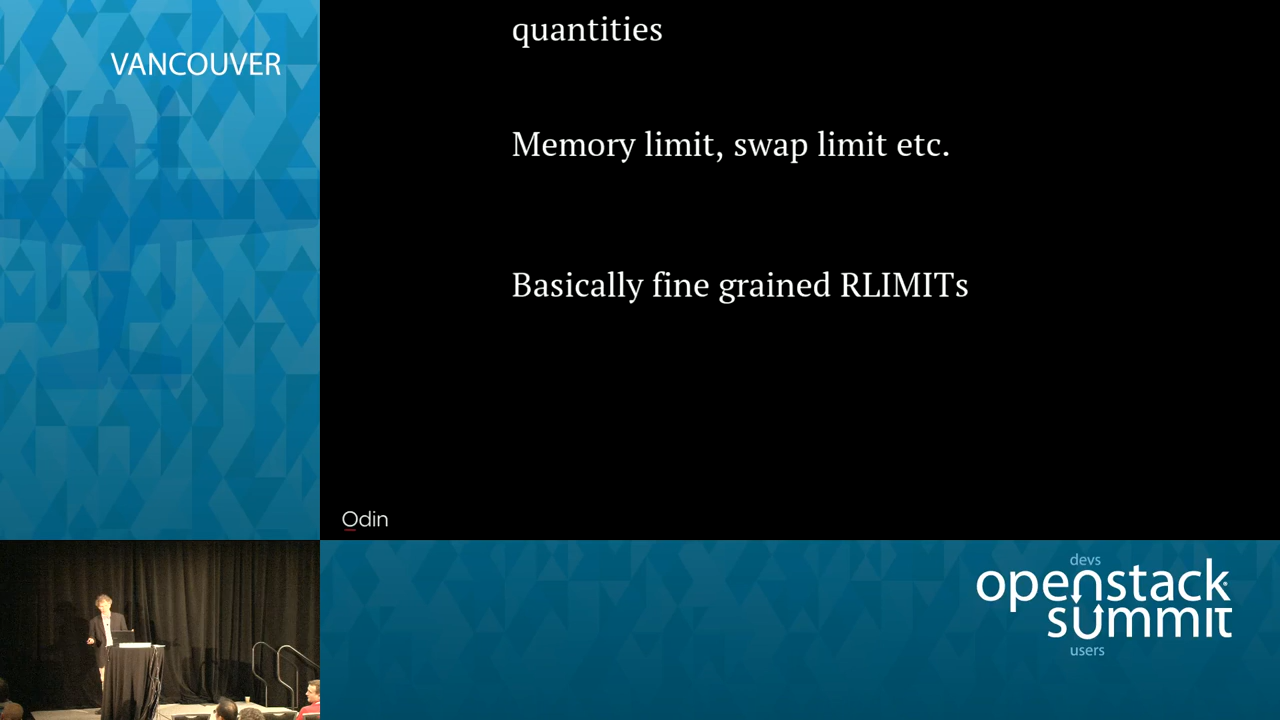 VANCOUVER
quantities
Memory limit, swap limit etc.
Basically fine grained RLIMITs
Odin
devs
openstack
summit
users